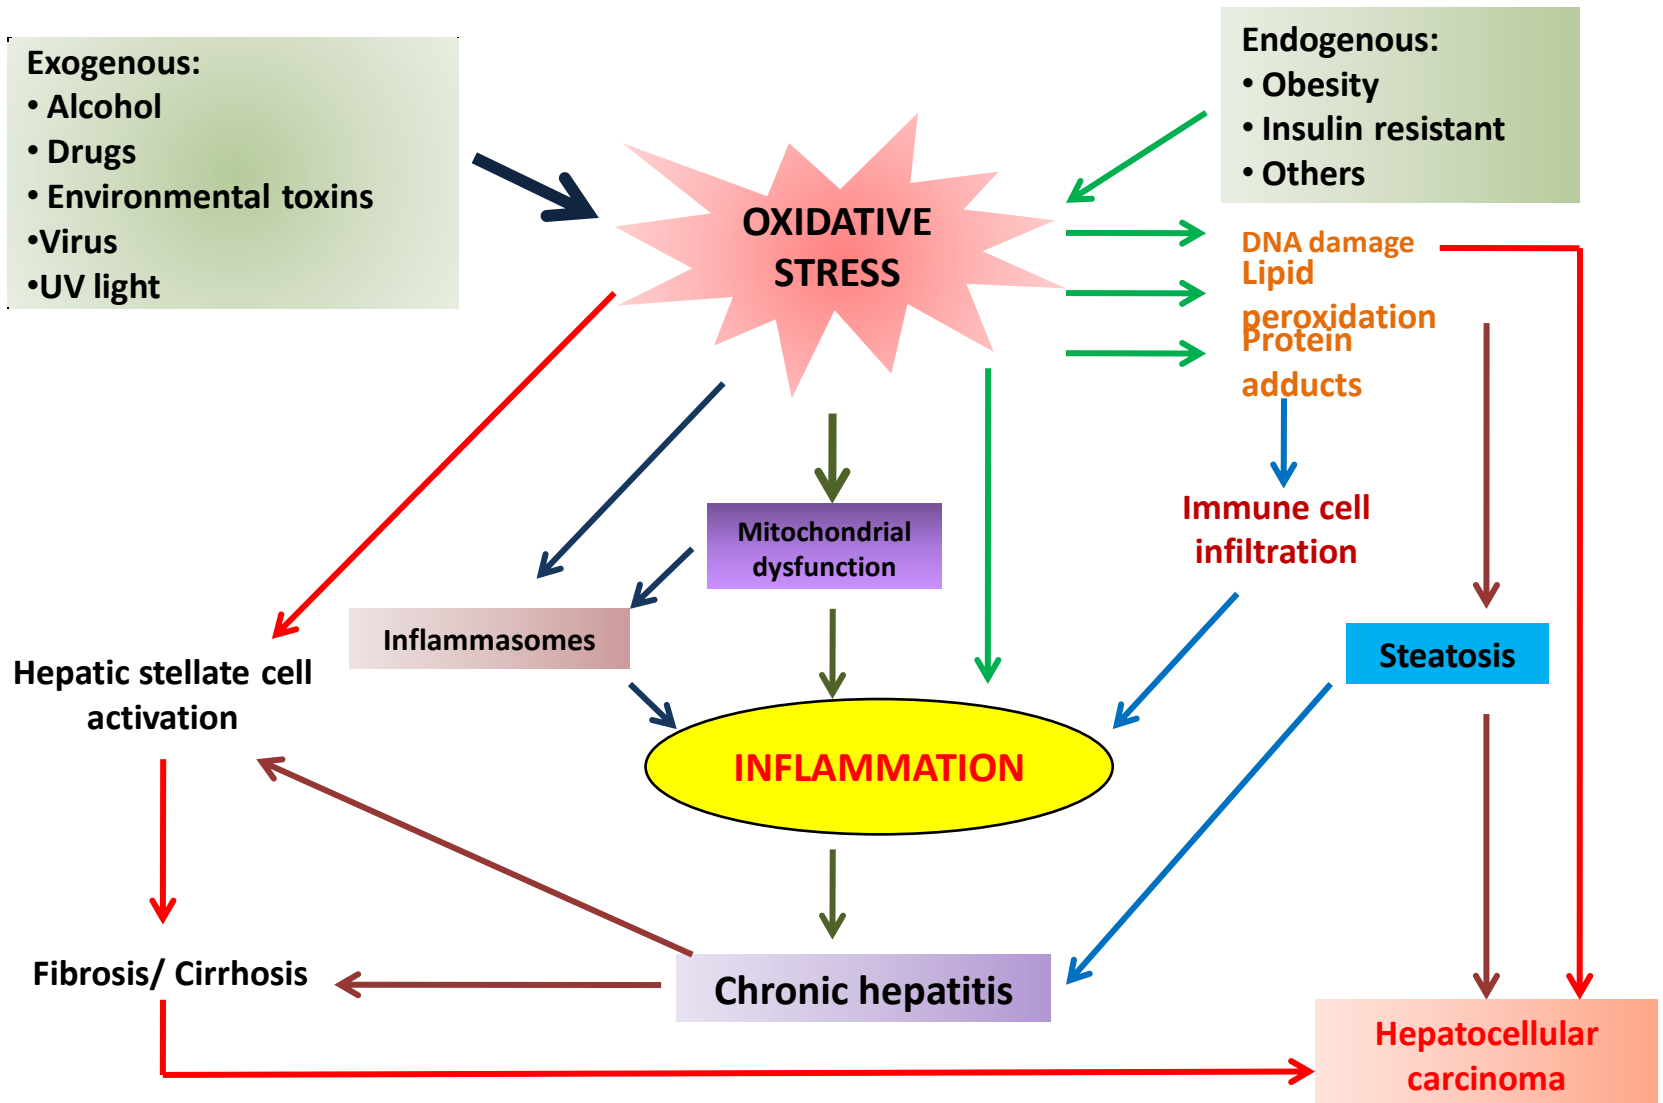 Exogenous:
• Alcohol
• Drugs
• Environmental toxins
•Virus
•UV light
OXIDATIVE
STRESS
Endogenous:
• Obesity
• Insulin resistant
• Others
DNA damage
Lipid
peroxidation
Protein
adducts
Mitochondrial
dysfunction
Immune cell
infiltration
Inflammasomes
Steatosis
Hepatic stellate cell
activation
INFLAMMATION
Fibrosis/ Cirrhosis
Chronic hepatitis
Hepatocellular
carcinoma